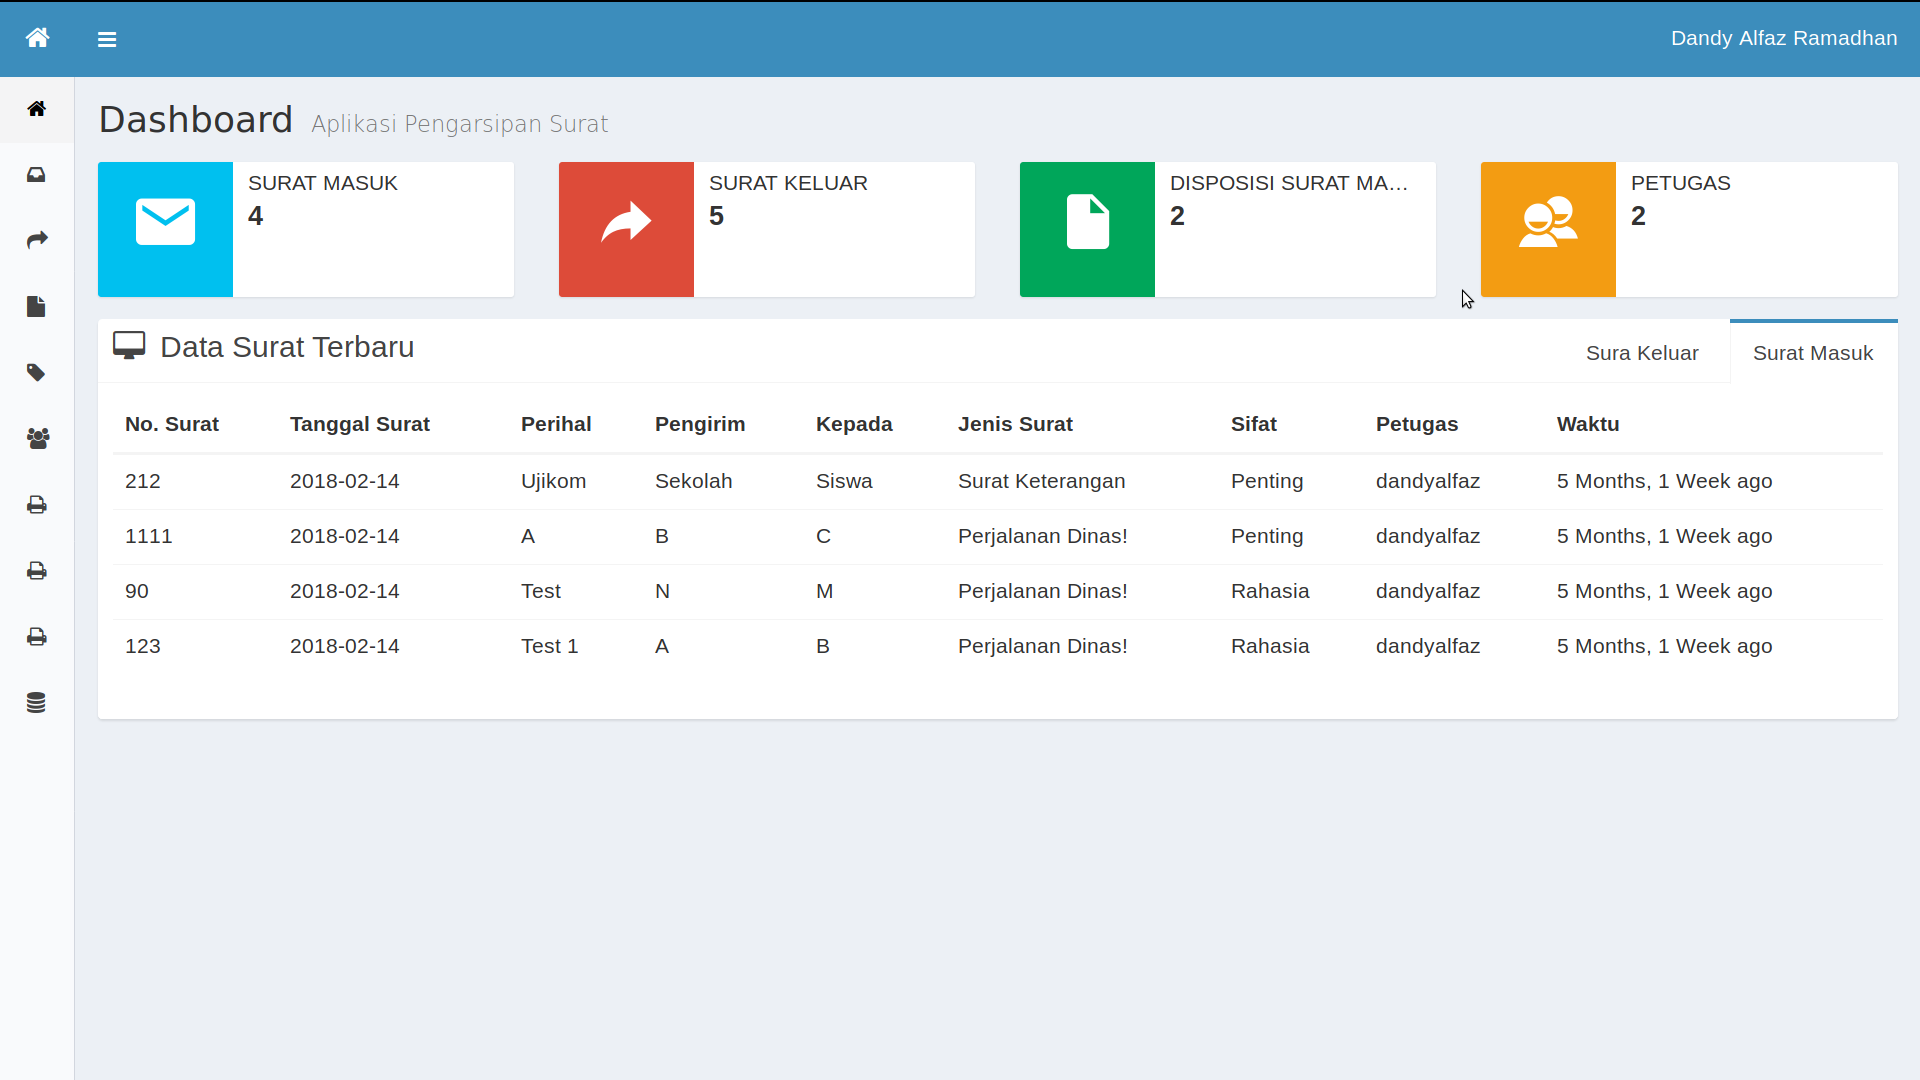 Dandy Alfaz Ramadhan
Dashboard Aplikasi Pengarsipan Surat
SURAT MASUK
4
SURAT KELUAR
5
DISPOSISI SURAT MA...
2
PETUGAS
2
Data Surat Terbaru
Sura Keluar
Surat Masuk
No. Surat Tanggal Surat Perihal Pengirim Kepada Jenis Surat Sifat Petugas Waktu
212 2018-02-14 Ujikom Sekolah Siswa Surat Keterangan Penting dandyalfaz 5 Months, 1 Week ago
1111 2018-02-14 A B C Perjalanan Dinas! Penting dandyalfaz 5 Months, 1 Week ago
90 2018-02-14 Test N M Perjalanan Dinas! Rahasia dandyalfaz 5 Months, 1 Week ago
123 2018-02-14 Test 1 A B Perjalanan Dinas! Rahasia dandyalfaz 5 Months, 1 Week ago